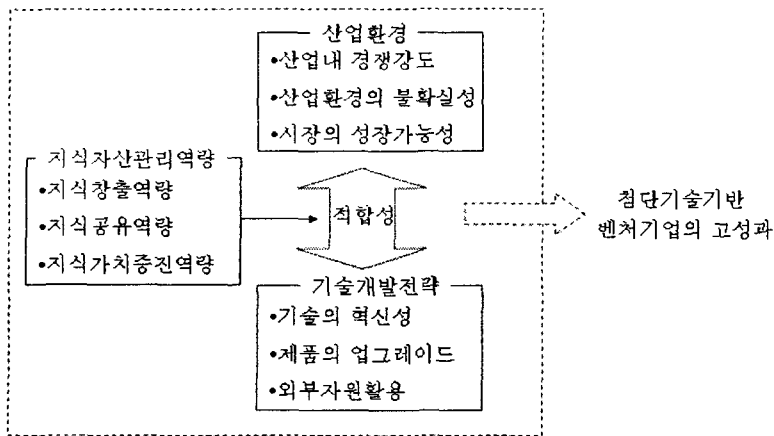 산업환경
•산업내 경쟁강도
•산업환경의 불확실성
•시장의 성장가능성
지식자산관리역량
•지식창출역량
•지식공유역량
•지식가치증진역량
적합성
첨단기술기반
벤처기업의 고성과
기술개발전략
•기술의 혁신성
•제품의 업그레이드
•외부자원활용